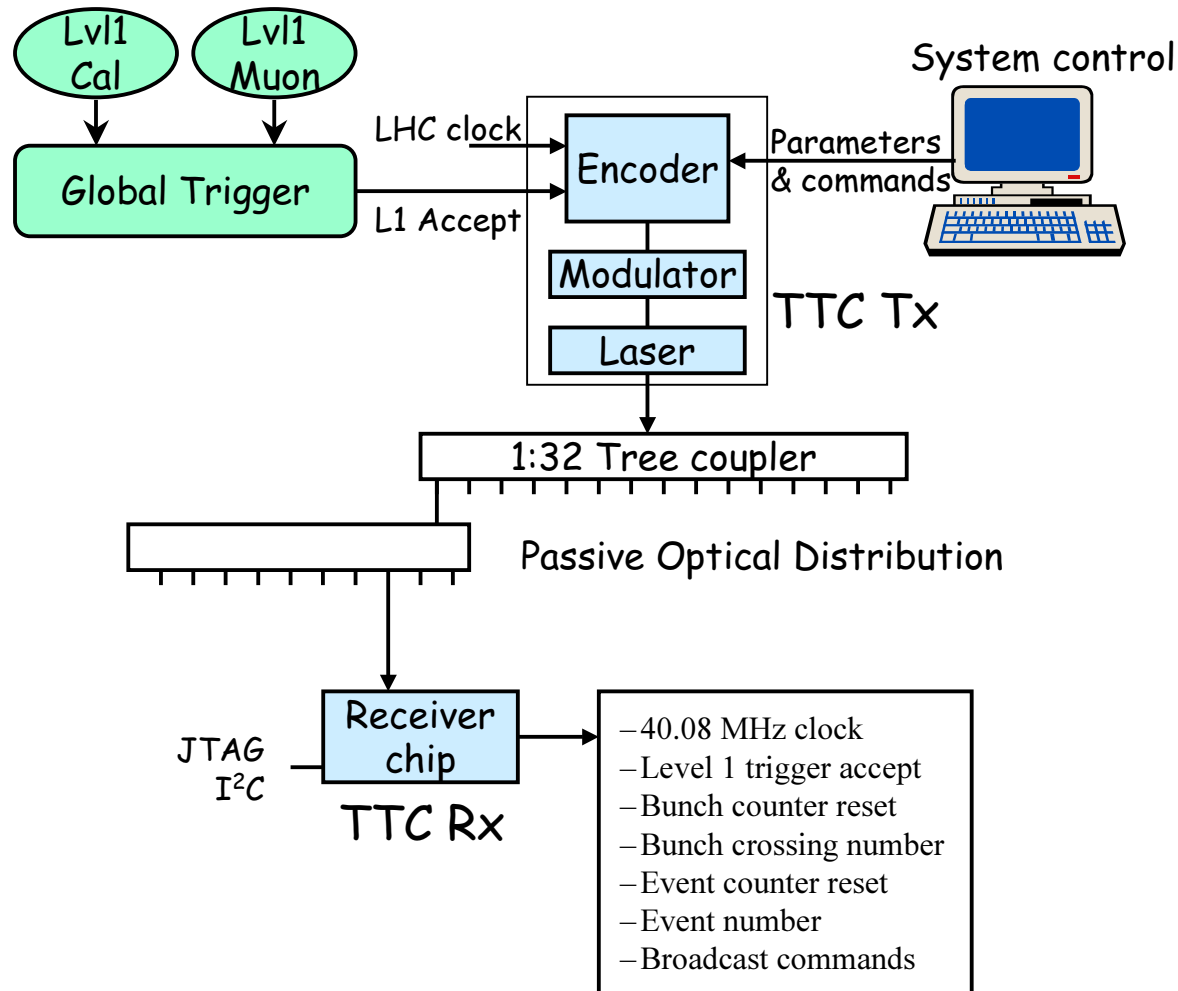 Lvl1
Cal
Lvl1
Muon
System control
LHC clock
Parameters
& commands
Encoder
Global Trigger
L1 Accept
Modulator
TTC Tx
Laser
1:32 Tree coupler
Passive Optical Distribution
Receiver
chip
JTAG
I²C
TTC Rx
–40.08 MHz clock
–Level 1 trigger accept
–Bunch counter reset
–Bunch crossing number
–Event counter reset
–Event number
–Broadcast commands